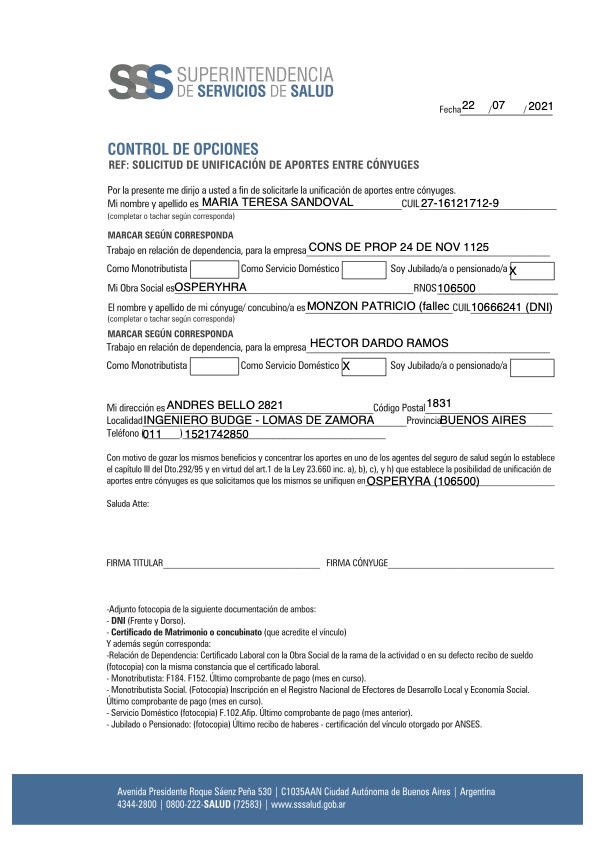 SSS SUPERINTENDENCIA
DE SERVICIOS DE SALUD
Fecha 22 /07 / 2021
CONTROL DE OPCIONES
REF: SOLICITUD DE UNIFICACIÓN DE APORTES ENTRE CÓNYUGES
Por la presente me dirijo a usted a fin de solicitarle la unificación de aportes entre cónyuges.
Mi nombre y apellido es MARIA TERESA SANDOVAL CUIL 27-16121712-9
(completar o tachar según corresponda)
MARCAR SEGÚN CORRESPONDA
Trabajo en relación de dependencia, para la empresa CONS DE PROP 24 DE NOV 1125
Como Monotributista Como Servicio Doméstico Soy Jubilado/a o pensionado/a X
Mi Obra Social es OSPERYHRA RNOS 106500
El nombre y apellido de mi cónyuge/ concubino/a es MONZON PATRICIO (fallec CUIL 10666241 (DNI)
(completar o tachar según corresponda)
MARCAR SEGÚN CORRESPONDA
Trabajo en relación de dependencia, para la empresa HECTOR DARDO RAMOS
Como Monotributista Como Servicio Doméstico X Soy Jubilado/a o pensionado/a
Mi dirección es ANDRES BELLO 2821 Código Postal 1831
Localidad INGENIERO BUDGE - LOMAS DE ZAMORA Provincia BUENOS AIRES
Teléfono (011 ) 1521742850
Con motivo de gozar los mismos beneficios y concentrar los aportes en uno de los agentes del seguro de salud según lo establece
el capítulo III del Dto.292/95 y en virtud del art.1 de la Ley 23.660 inc. a), b), c), y h) que establece la posibilidad de unificación de
aportes entre cónyuges es que solicitamos que los mismos se unifiquen en OSPERYRA (106500)
Saluda Atte:
FIRMA TITULAR FIRMA CÓNYUGE
-Adjunto fotocopia de la siguiente documentación de ambos:
- DNI (Frente y Dorso).
- Certificado de Matrimonio o concubinato (que acredite el vínculo)
Y además según corresponda:
-Relación de Dependencia: Certificado Laboral con la Obra Social de la rama de la actividad o en su defecto recibo de sueldo
(fotocopia) con la misma constancia que el certificado laboral.
- Monotributista: F184. F152. Último comprobante de pago (mes en curso).
- Monotributista Social. (Fotocopia) Inscripción en el Registro Nacional de Efectores de Desarrollo Local y Economía Social.
Último comprobante de pago (mes en curso).
- Servicio Doméstico (fotocopia) F.102.Afip. Último comprobante de pago (mes anterior).
- Jubilado o Pensionado: (fotocopia) Último recibo de haberes - certificación del vínculo otorgado por ANSES.
Avenida Presidente Roque Sáenz Peña 530 | C1035AAN Ciudad Autónoma de Buenos Aires | Argentina
4344-2800 | 0800-222-SALUD (72583) | www.sssalud.gob.ar